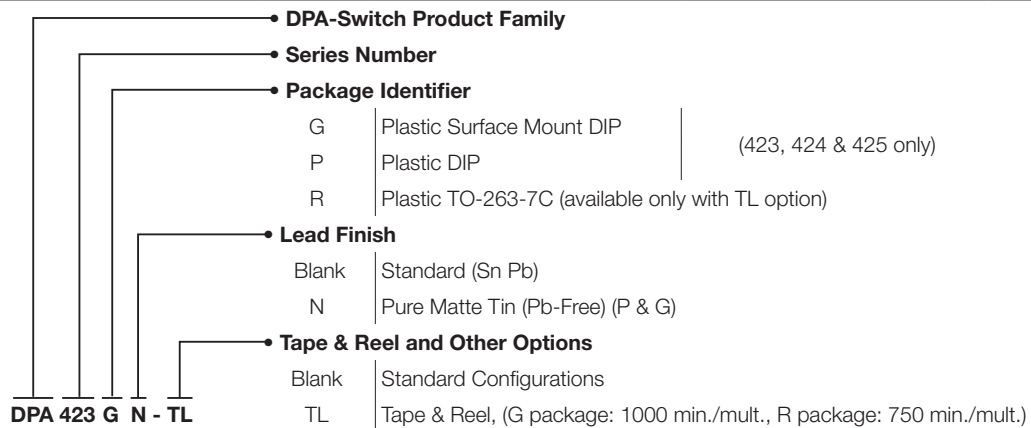 DPA-Switch Product Family
Series Number
Package Identifier
G Plastic Surface Mount DIP
(423, 424 & 425 only)
P Plastic DIP
R Plastic TO-263-7C (available only with TL option)
Lead Finish
Blank Standard (Sn Pb)
N Pure Matte Tin (Pb-Free) (P & G)
Tape & Reel and Other Options
Blank Standard Configurations
DPA 423 G N - TL TL Tape & Reel, (G package: 1000 min./mult., R package: 750 min./mult.)